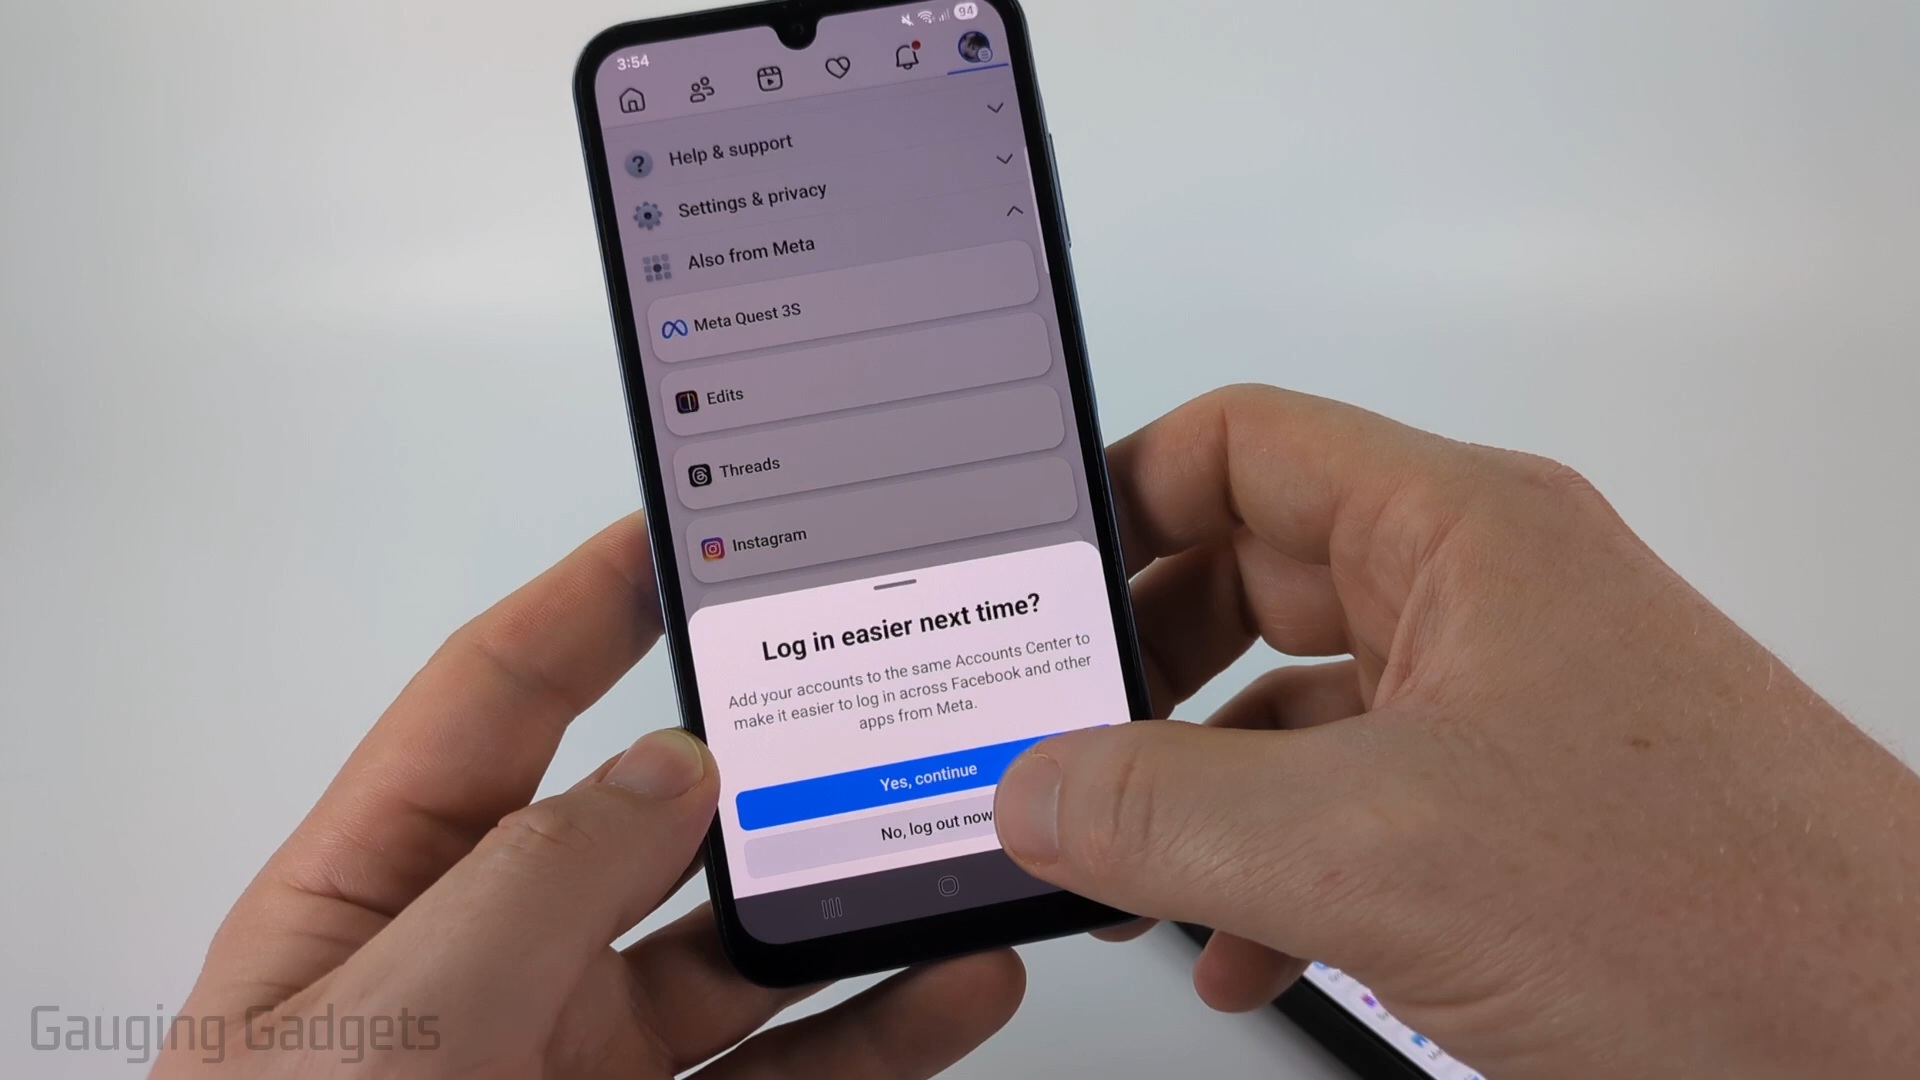 94
3:54
Help & support
Settings & privacy
Also from Meta
Meta Quest 3S
Edits
Threads
Instagram
Log in easier next time?
Add your accounts to the same Accounts Center to
make it easier to log in across Facebook and other
apps from Meta.
Yes, continue
No, log out now
Gauging Gadgets